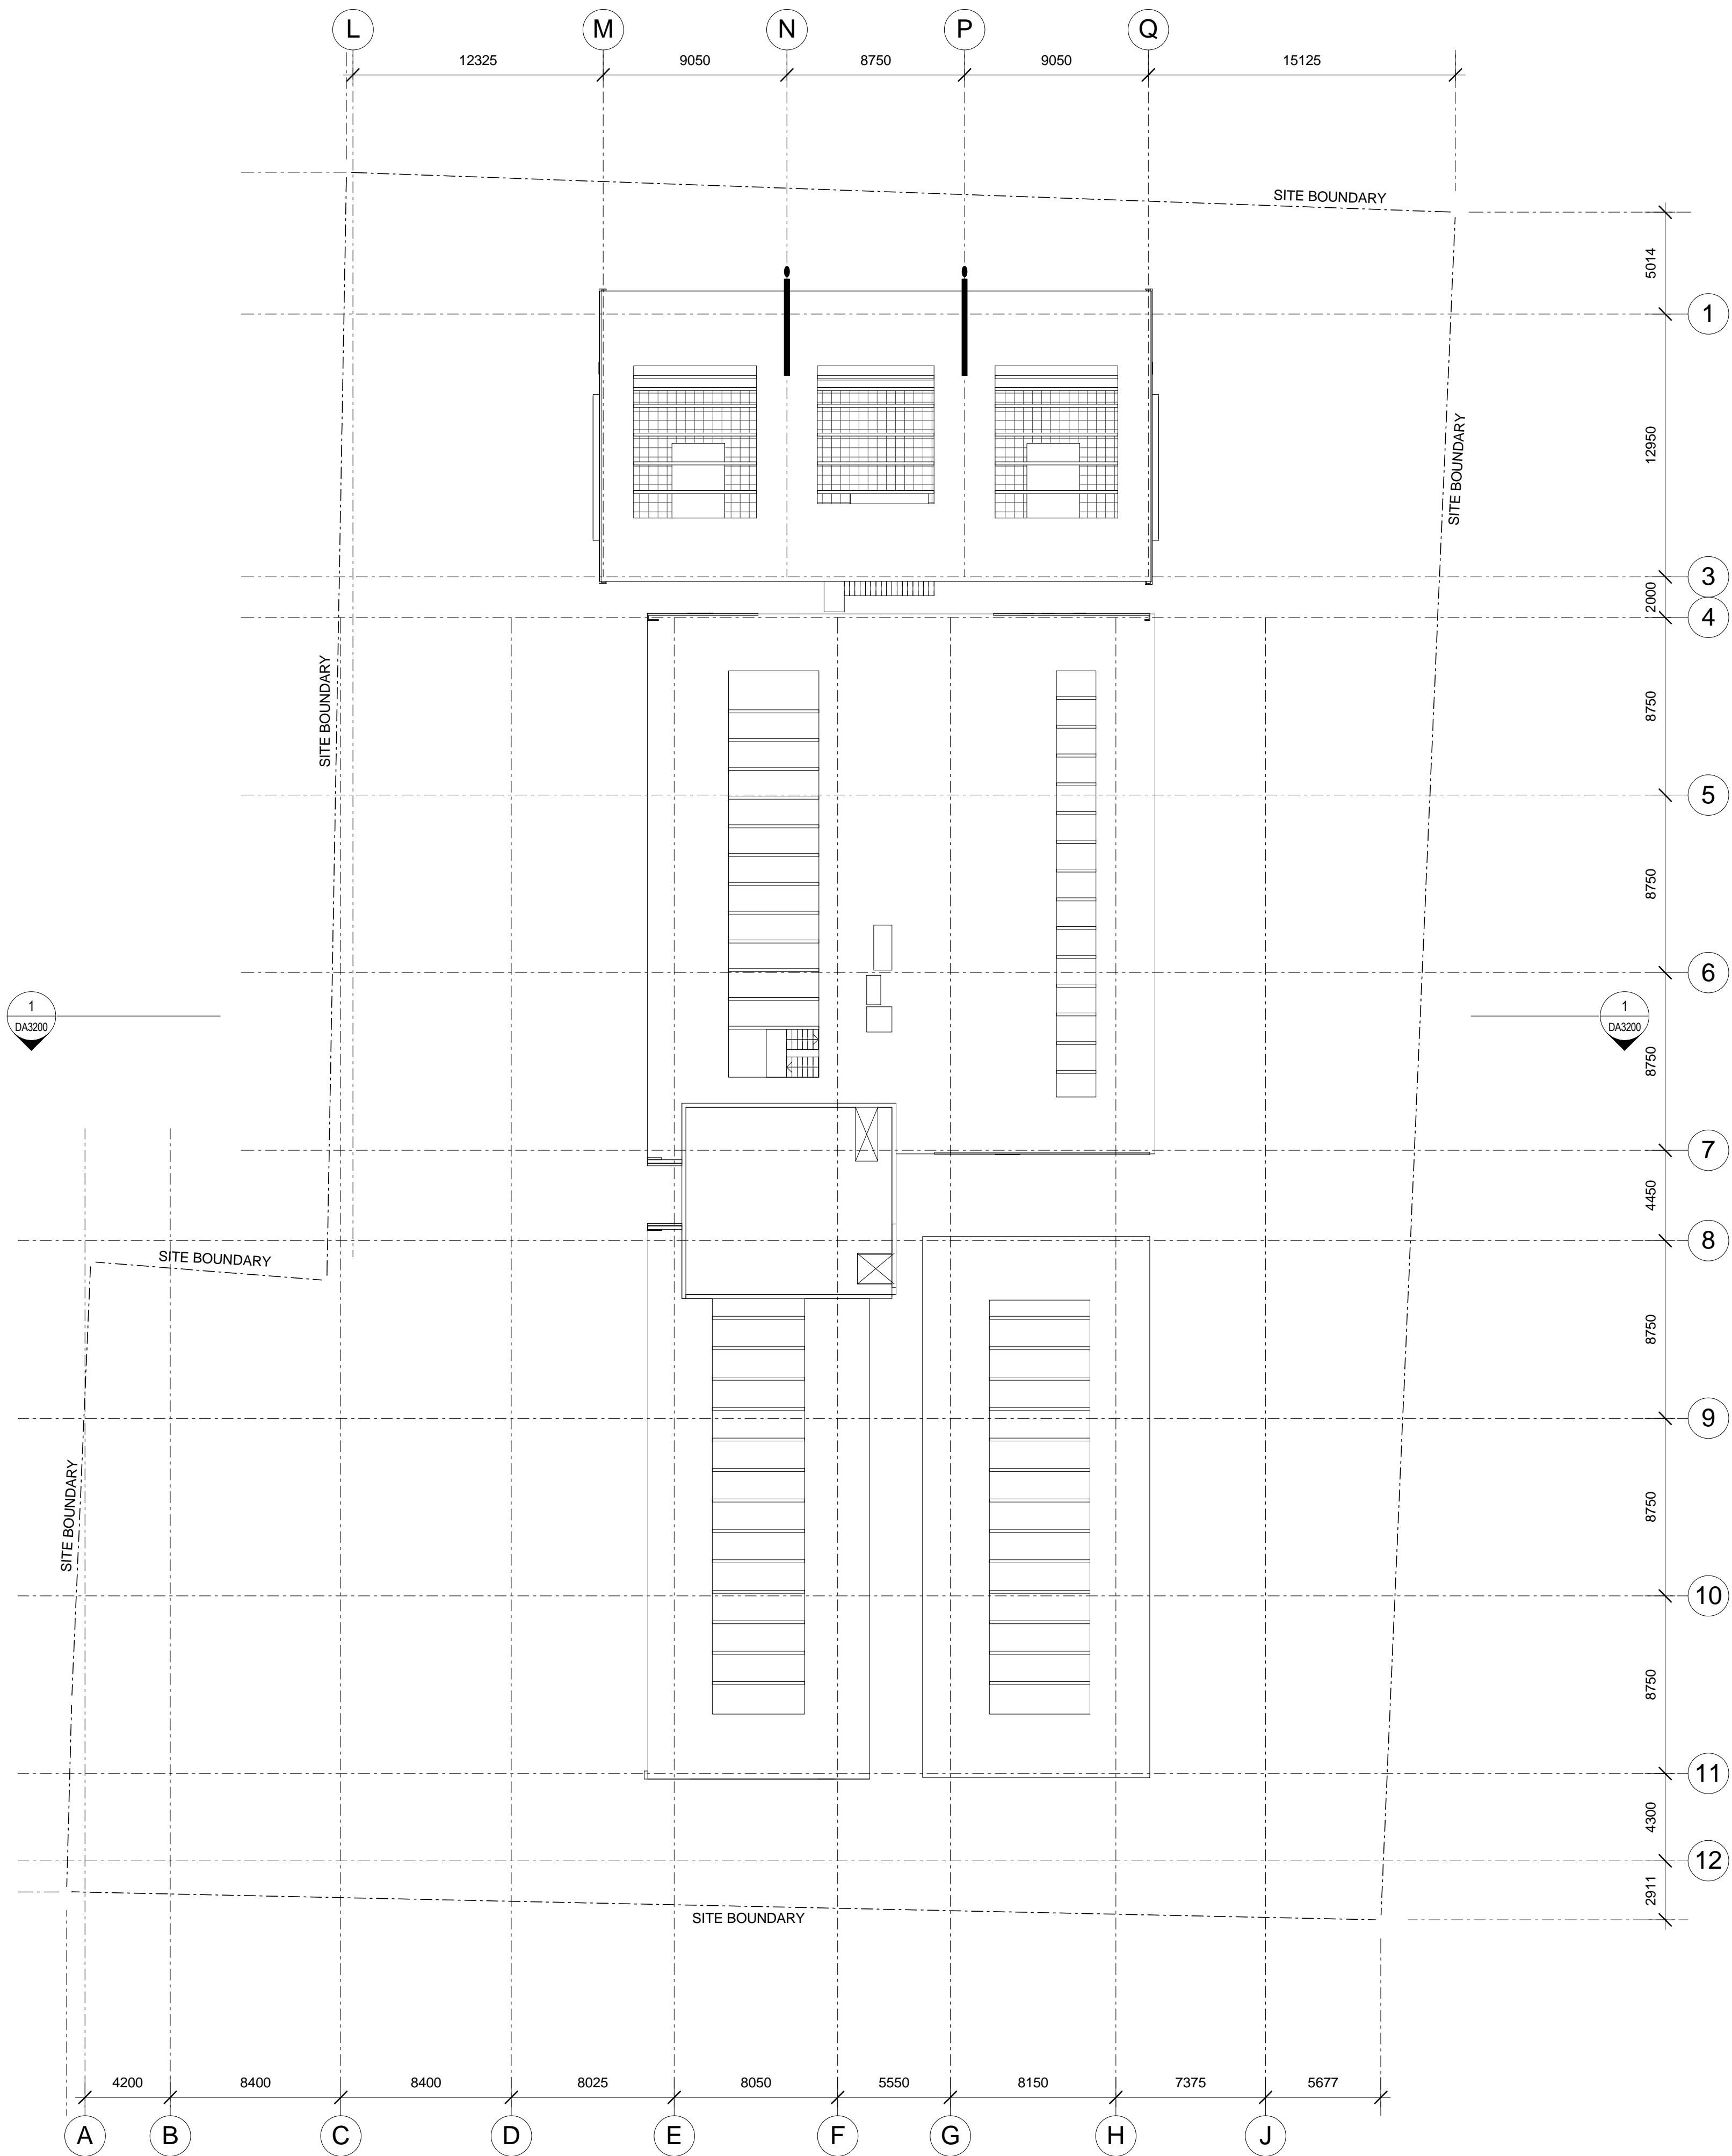 L
M
N
P
Q
12325
9050
8750
9050
15125
SITE BOUNDARY
5014
1
12950
SITE BOUNDARY
3
2000
4
SITE BOUNDARY
8750
5
8750
6
1
DA3200
1
DA3200
8750
7
4450
8
SITE BOUNDARY
8750
9
SITE BOUNDARY
8750
10
8750
11
4300
12
2911
SITE BOUNDARY
4200
8400
8400
8025
8050
5550
8150
7375
5677
A
B
C
D
E
F
G
H
J